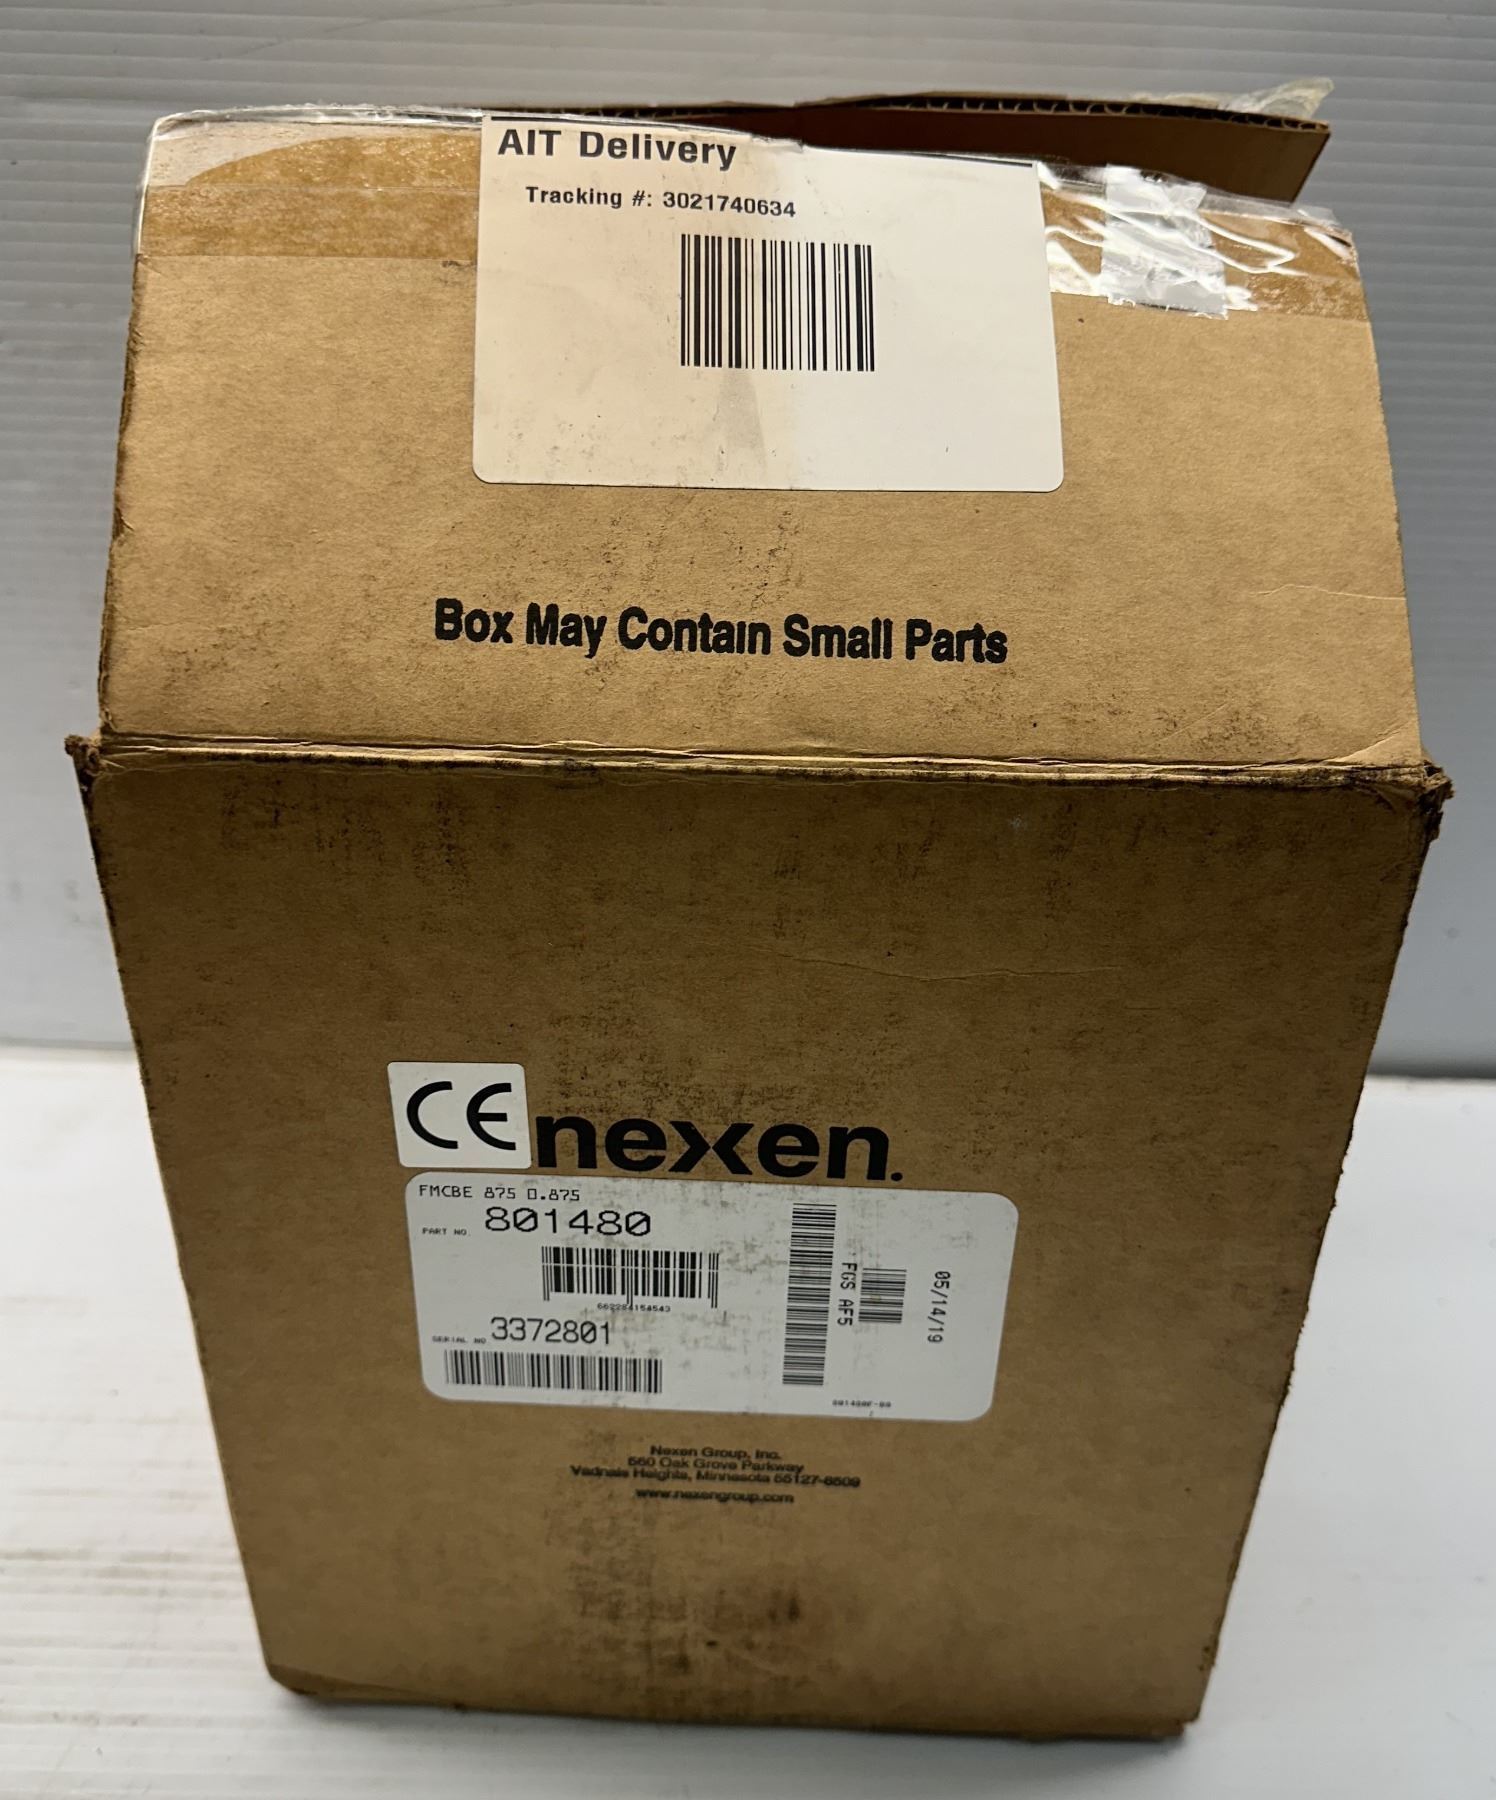 AIT Delivery
Tracking #: 3021740634
Box May Contain Small Parts
CE nexen.
FMCBE 875 0.875
PART NO. 801480
662284154543
SERIAL NO 3372801
FGS AF5
05/14/19
Nexen Group, Inc.
560 Oak Grove Parkway
Vadnais Heights, Minnesota 55127-8509
www.nexengroup.com